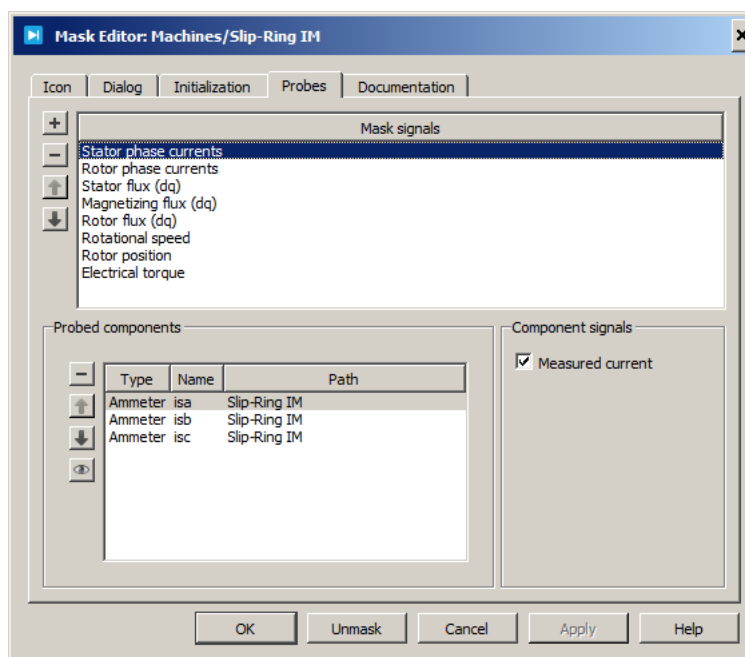 Mask Editor: Machines/Slip-Ring IM
Icon Dialog Initialization Probes Documentation
Mask signals
Stator phase currents
Rotor phase currents
Stator flux (dq)
Magnetizing flux (dq)
Rotor flux (dq)
Rotational speed
Rotor position
Electrical torque
Probed components
Type Name Path
Ammeter isa Slip-Ring IM
Ammeter isb Slip-Ring IM
Ammeter isc Slip-Ring IM
Component signals
Measured current
OK Unmask Cancel Apply Help